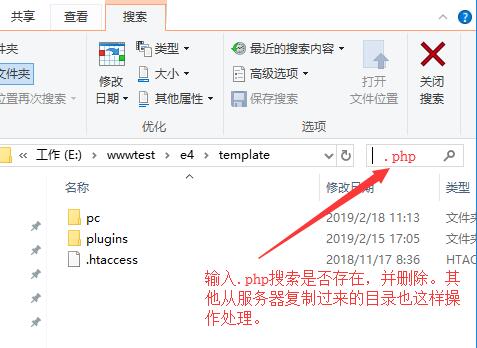 共享 查看 搜索
夹
文件夹
位置再次搜索
修改
日期
类型
大小
其他属性
优化
最近的搜索内容
高级选项
保存搜索
打开
文件位置
选项
关闭
搜索
« 工作 (E:) › wwwtest › e4 › template
.php
名称 修改日期 类型
pc 2019/2/18 11:13 文件夹
plugins 2019/2/15 17:05 文件夹
.htaccess 2018/11/17 8:36 HTAC
输入.php搜索是否存在，并删除。其
他从服务器复制过来的目录也这样操
作处理。